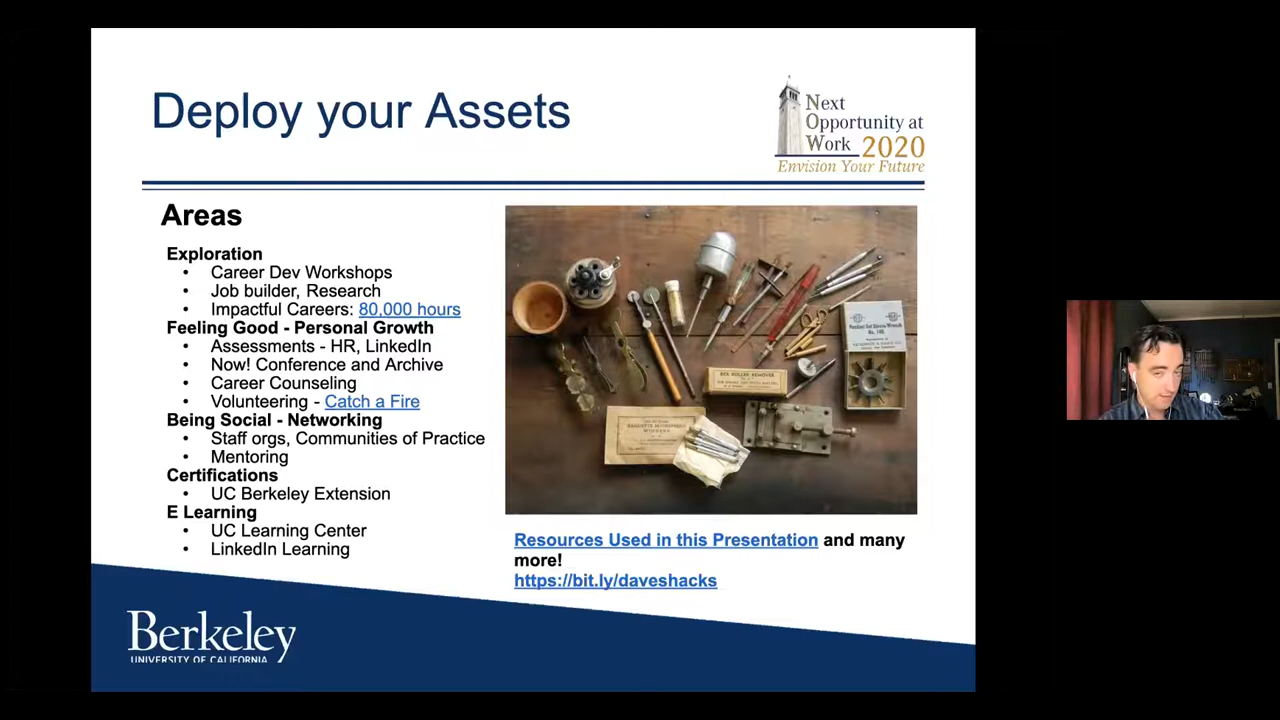 Deploy your Assets
Next
Opportunity at
Work 2020
Envision Your Future
Areas
Exploration
• Career Dev Workshops
• Job builder, Research
• Impactful Careers: 80,000 hours
Feeling Good - Personal Growth
• Assessments - HR, LinkedIn
• Now! Conference and Archive
• Career Counseling
• Volunteering - Catch a Fire
Being Social - Networking
• Staff orgs, Communities of Practice
• Mentoring
Certifications
• UC Berkeley Extension
E Learning
• UC Learning Center
• LinkedIn Learning
REX ROLLER REMOVER
Resources Used in this Presentation and many
more!
https://bit.ly/daveshacks
Berkeley
UNIVERSITY OF CALIFORNIA